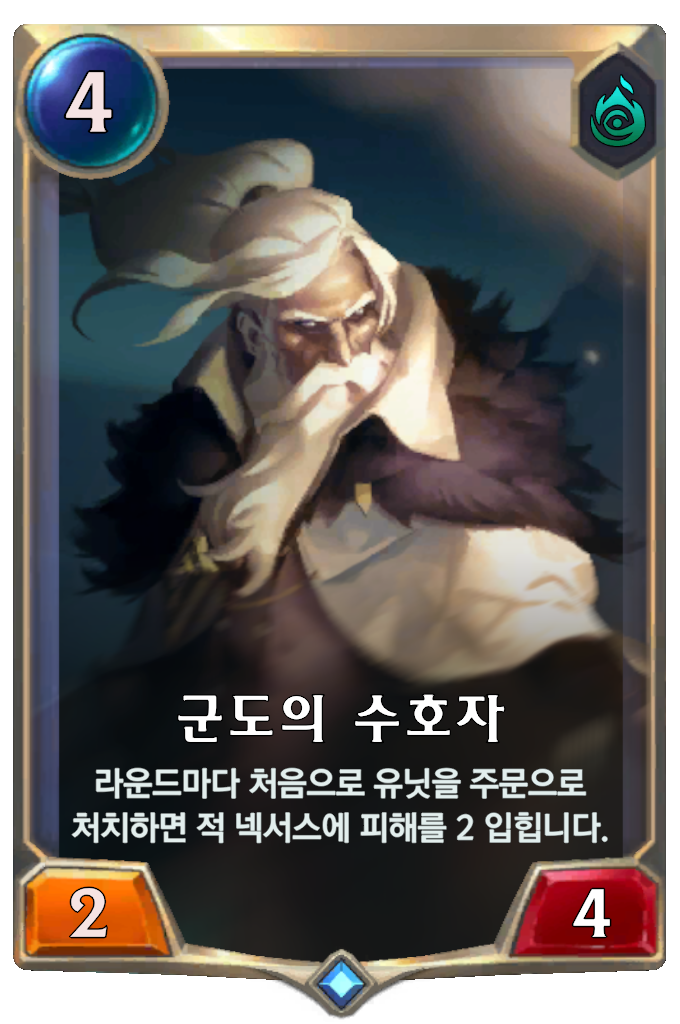 4
군도의 수호자
라운드마다 처음으로 유닛을 주문으로
처치하면 적 넥서스에 피해를 2 입힙니다.
2
4